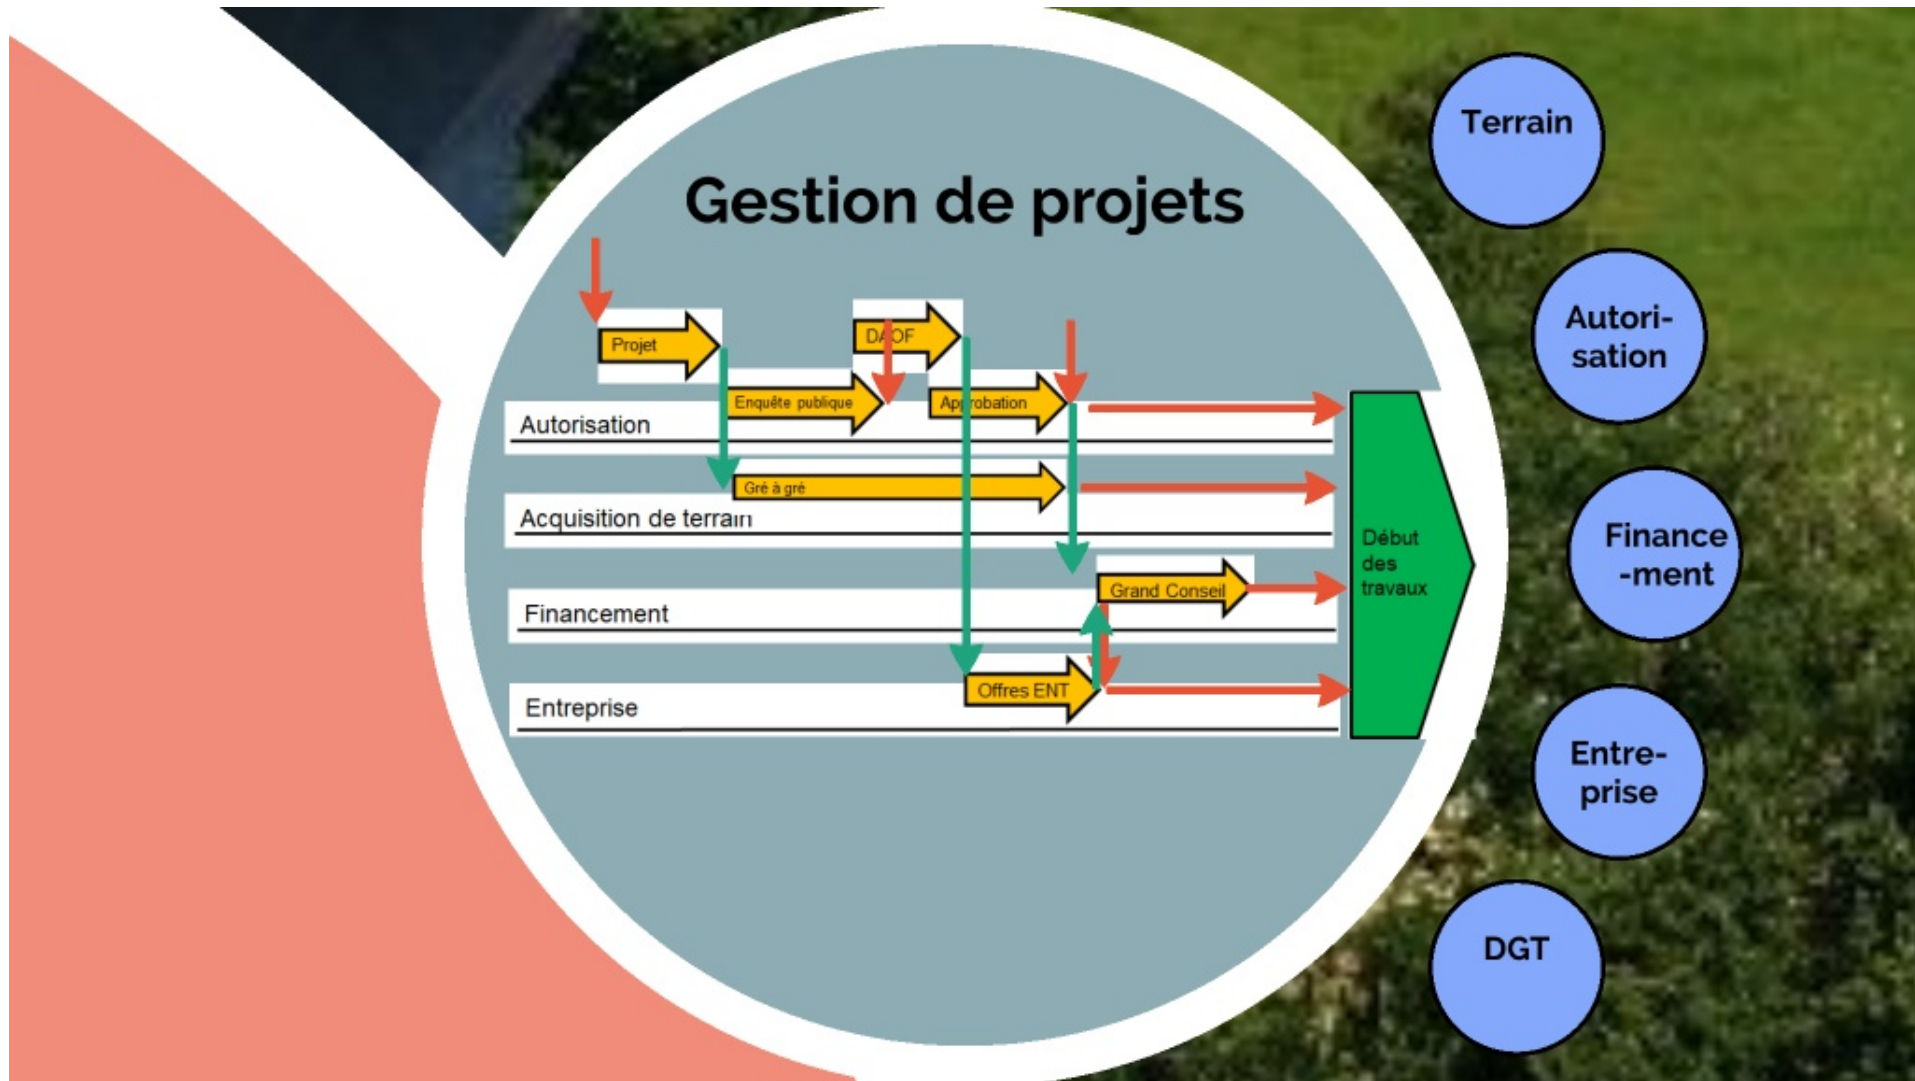 Gestion de projets
Projet
DAOF
Enquête publique
Approbation
Autorisation
Gré à gré
Acquisition de terrain
Grand Conseil
Financement
Offres ENT
Entreprise
Début
des
travaux
Terrain
Autori-
sation
Finance
-ment
Entre-
prise
DGT